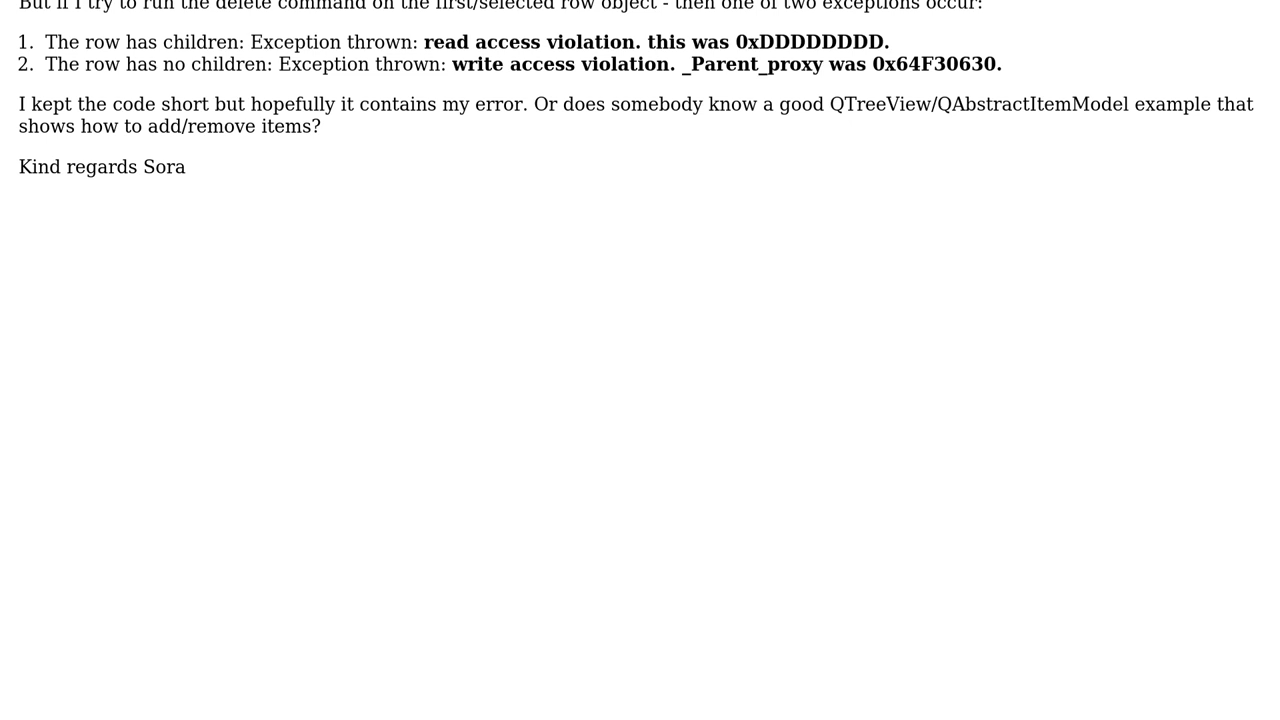 But if I try to run the delete command on the first/selected row object - then one of two exceptions occur:
1. The row has children: Exception thrown: read access violation. this was 0xDDDDDDDD.
2. The row has no children: Exception thrown: write access violation. _Parent_proxy was 0x64F30630.
I kept the code short but hopefully it contains my error. Or does somebody know a good QTreeView/QAbstractItemModel example that
shows how to add/remove items?
Kind regards Sora